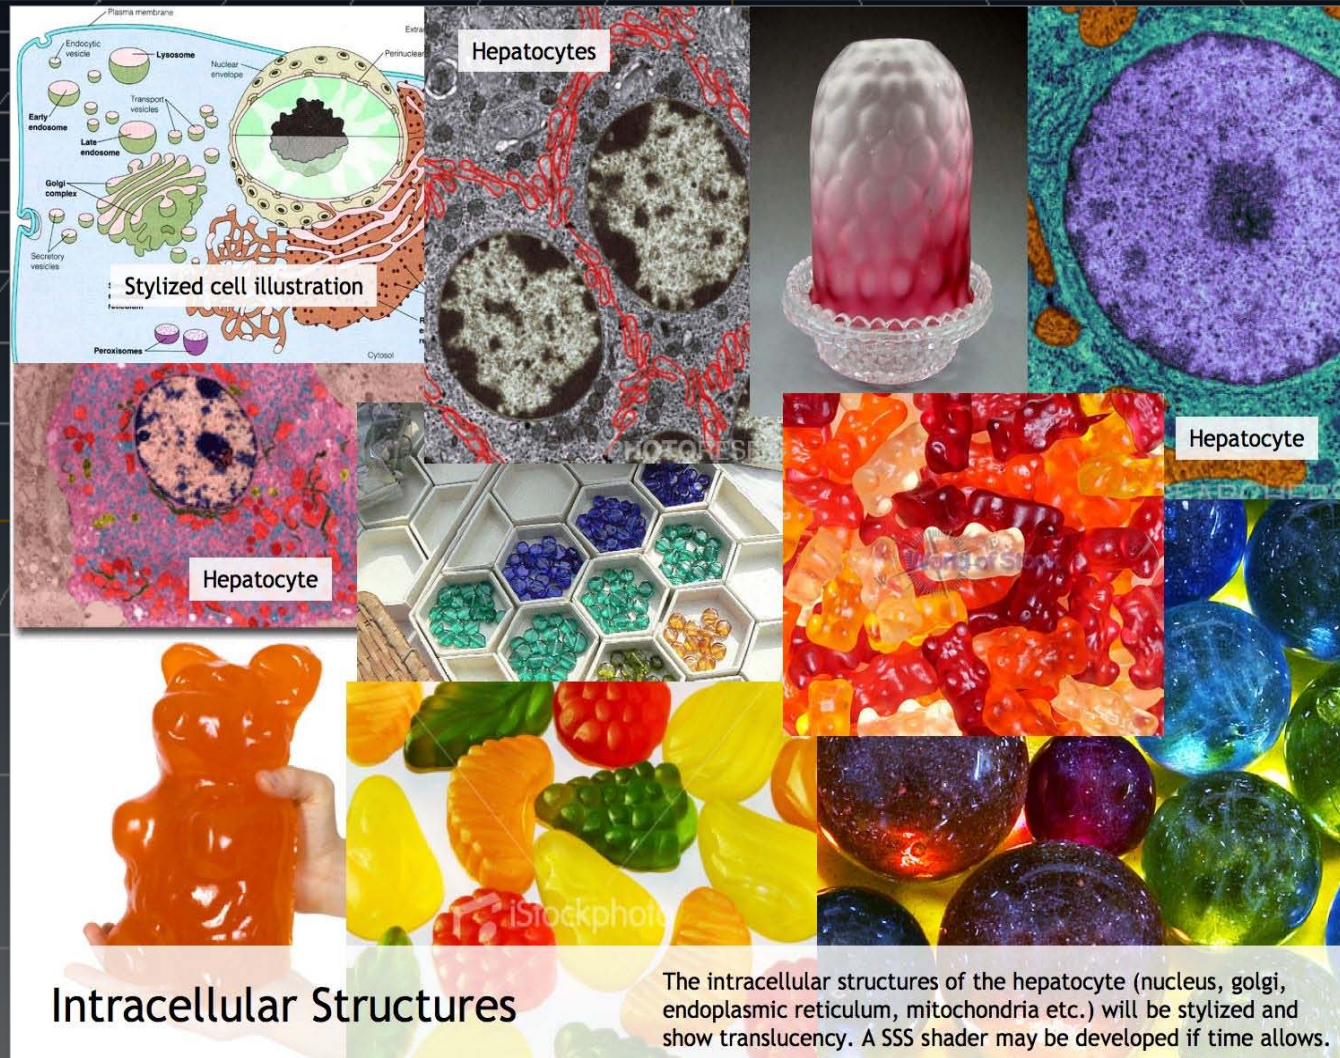 Plasma membrane
Endocytic
vesicle
Lysosome
Nuclear
envelope
Extra
Perinuclear
Transport
vesicles
Early
endosome
Late
endosome
Golgi
complex
Secretory
vesicles
Stylized cell illustration
Peroxisomes
Cytosol
Hepatocytes
Hepatocyte
Hepatocyte
iStockphoto
Intracellular Structures
The intracellular structures of the hepatocyte (nucleus, golgi,
endoplasmic reticulum, mitochondria etc.) will be stylized and
show translucency. A SSS shader may be developed if time allows.